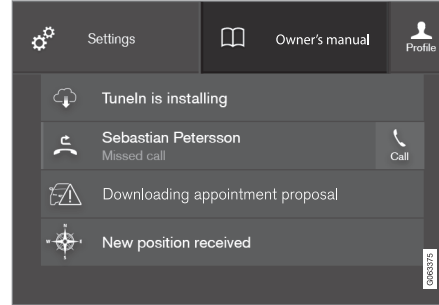 Settings
Owner's manual
Profile
TuneIn is installing
Sebastian Petersson
Missed call
Call
Downloading appointment proposal
New position received
G063375